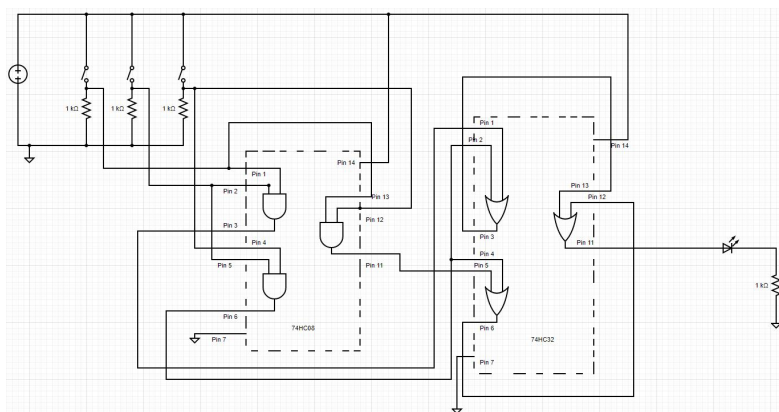 1 kΩ
1 kΩ
1 kΩ
Pin 1
Pin 2
Pin 3
Pin 4
Pin 5
Pin 6
Pin 7
Pin 14
Pin 13
Pin 12
Pin 11
74HC08
Pin 1
Pin 2
Pin 3
Pin 4
Pin 5
Pin 6
Pin 7
Pin 14
Pin 13
Pin 12
Pin 11
74HC32
1 kΩ